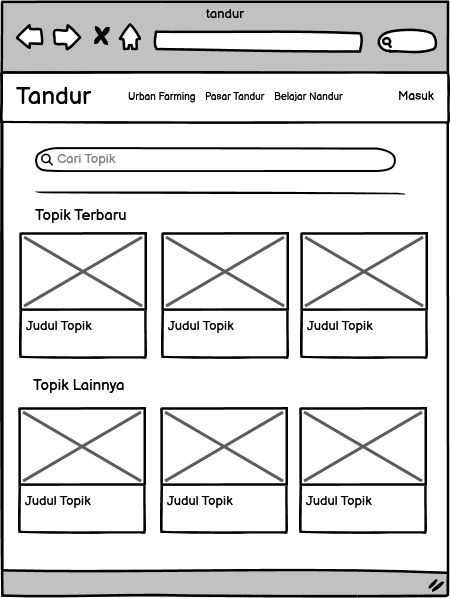 tandur
Tandur
Urban Farming Pasar Tandur Belajar Nandur
Masuk
Cari Topik
Topik Terbaru
Judul Topik
Judul Topik
Judul Topik
Topik Lainnya
Judul Topik
Judul Topik
Judul Topik